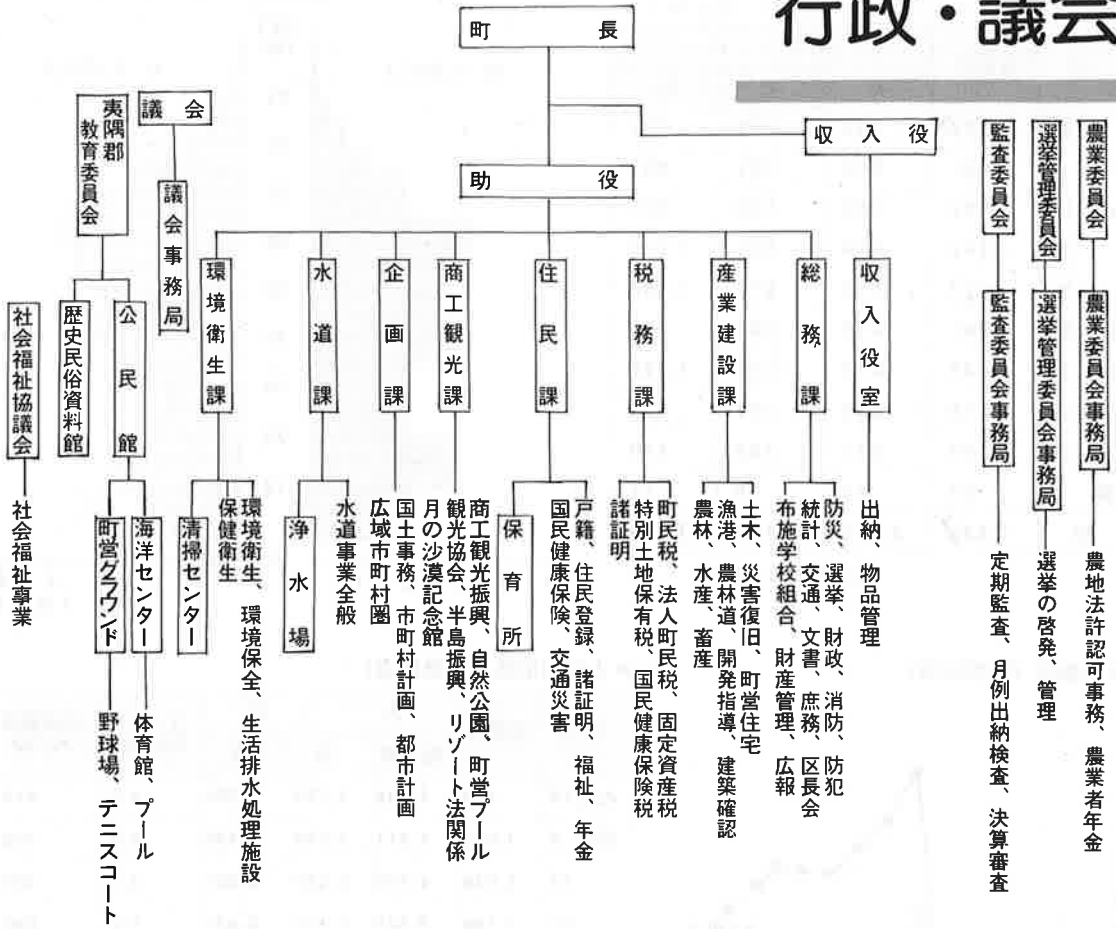 行政・議会
町長
収入役
助役
農業委員会
農業委員会事務局
農地法許認可事務、農業者年金
選挙管理委員会
選挙管理委員会事務局
選挙の啓発、管理
監査委員会
監査委員会事務局
定期監査、月例出納検査、決算審査
収入役室
出納、物品管理
総務課
防災、選挙、財政、消防、防犯
統計、交通、文書、庶務、区長会
布施学校組合、財産管理、広報
産業建設課
土木、災害復旧、町営住宅
漁港、農林道、開発指導、建築確認
農林、水産、畜産
税務課
町民税、法人町民税、固定資産税
特別土地保有税、国民健康保険税
諸証明
住民課
戸籍、住民登録、諸証明、福祉、年金
国民健康保険、交通災害
保育所
商工観光課
商工観光振興、自然公園、町営プール
観光協会、半島振興、リゾート法関係
月の沙漠記念館
企画課
国土事務、市町村計画、都市計画
広域市町村圏
水道課
水道事業全般
浄水場
環境衛生課
環境衛生、環境保全、生活排水処理施設
保健衛生
清掃センター
議会
議会事務局
夷隅郡
教育委員会
公民館
海洋センター
体育館、プール
町営グラウンド
野球場、テニスコート
歴史民俗資料館
社会福祉協議会
社会福祉事業